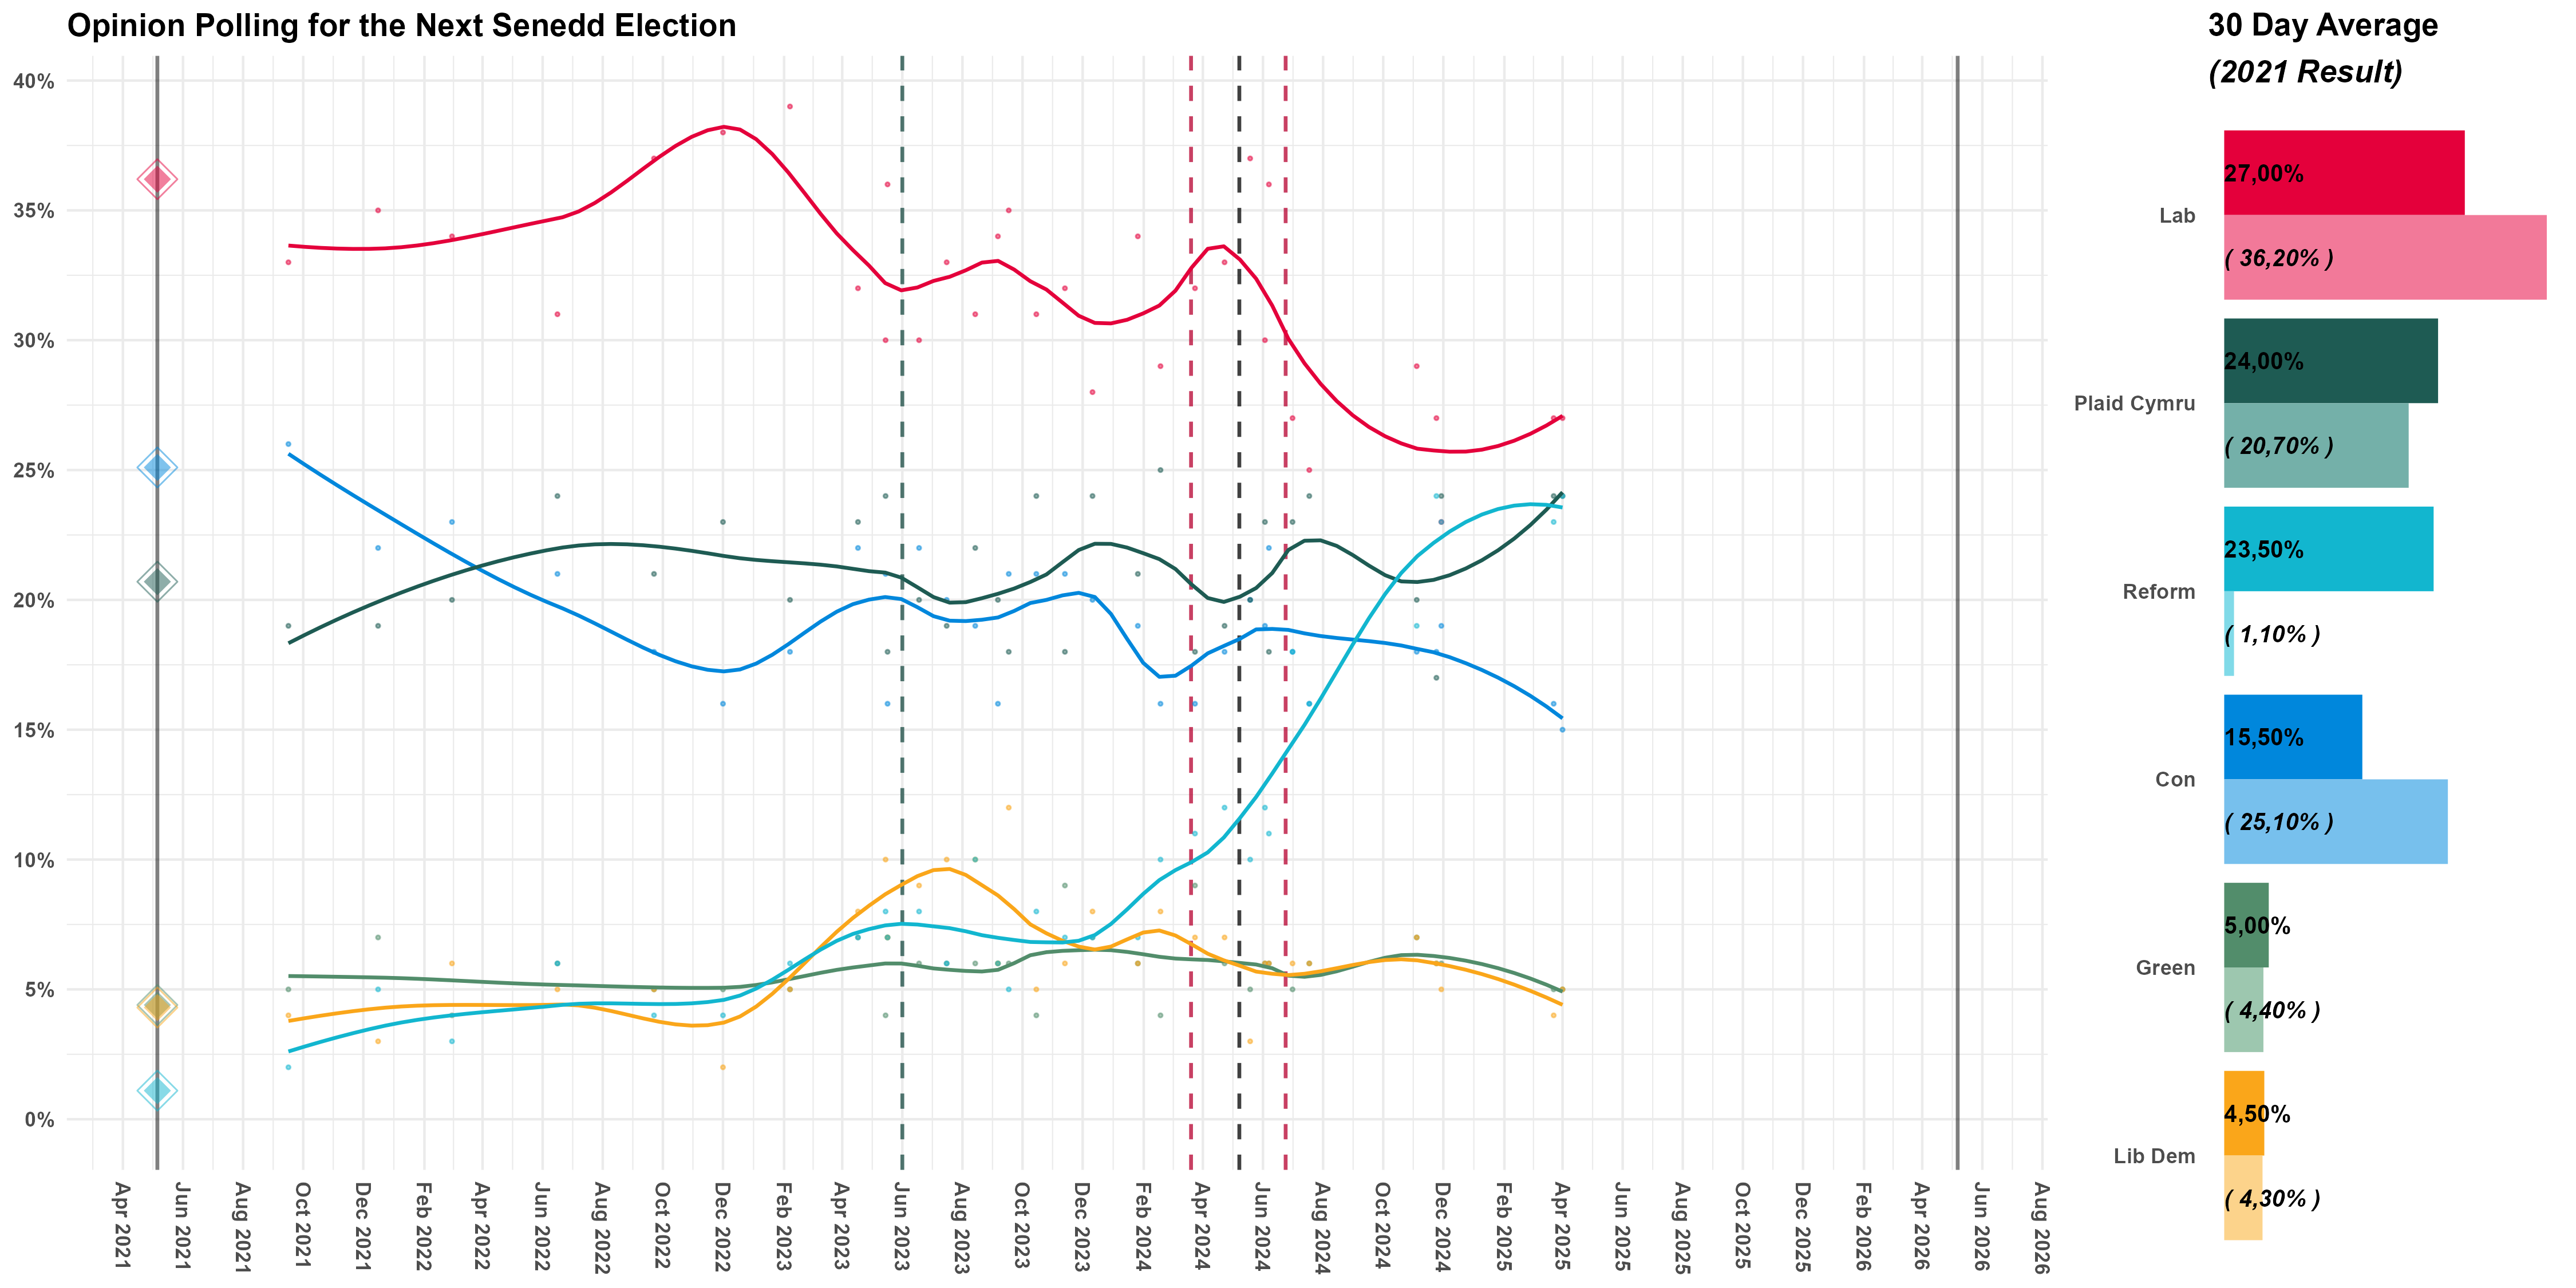 Opinion Polling for the Next Senedd Election
30 Day Average
(2021 Result)
40%
35%
30%
25%
20%
15%
10%
5%
0%
Apr 2021
Jun 2021
Aug 2021
Oct 2021
Dec 2021
Feb 2022
Apr 2022
Jun 2022
Aug 2022
Oct 2022
Dec 2022
Feb 2023
Apr 2023
Jun 2023
Aug 2023
Oct 2023
Dec 2023
Feb 2024
Apr 2024
Jun 2024
Aug 2024
Oct 2024
Dec 2024
Feb 2025
Apr 2025
Jun 2025
Aug 2025
Oct 2025
Dec 2025
Feb 2026
Apr 2026
Jun 2026
Aug 2026
Lab
27,00%
( 36,20% )
Plaid Cymru
24,00%
( 20,70% )
Reform
23,50%
( 1,10% )
Con
15,50%
( 25,10% )
Green
5,00%
( 4,40% )
Lib Dem
4,50%
( 4,30% )